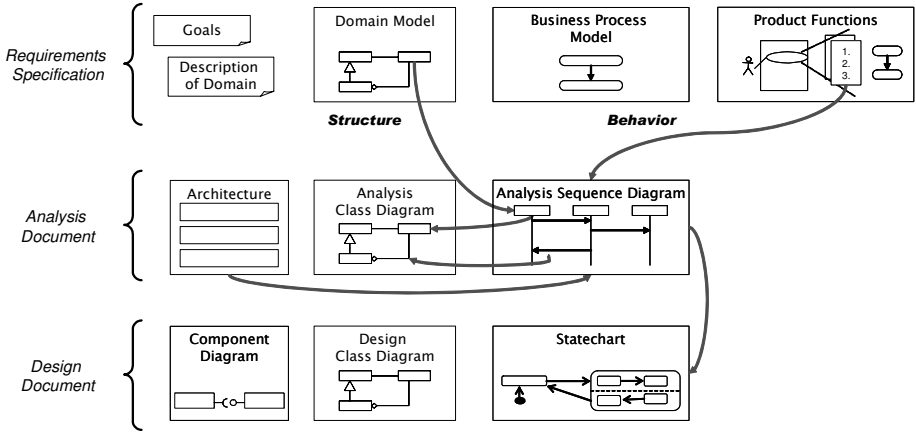 Requirements
Specification
Goals
Description
of Domain
Domain Model
Business Process
Model
Product Functions
1.
2.
3.
Structure
Behavior
Analysis
Document
Architecture
Analysis
Class Diagram
Analysis Sequence Diagram
Design
Document
Component
Diagram
Design
Class Diagram
Statechart